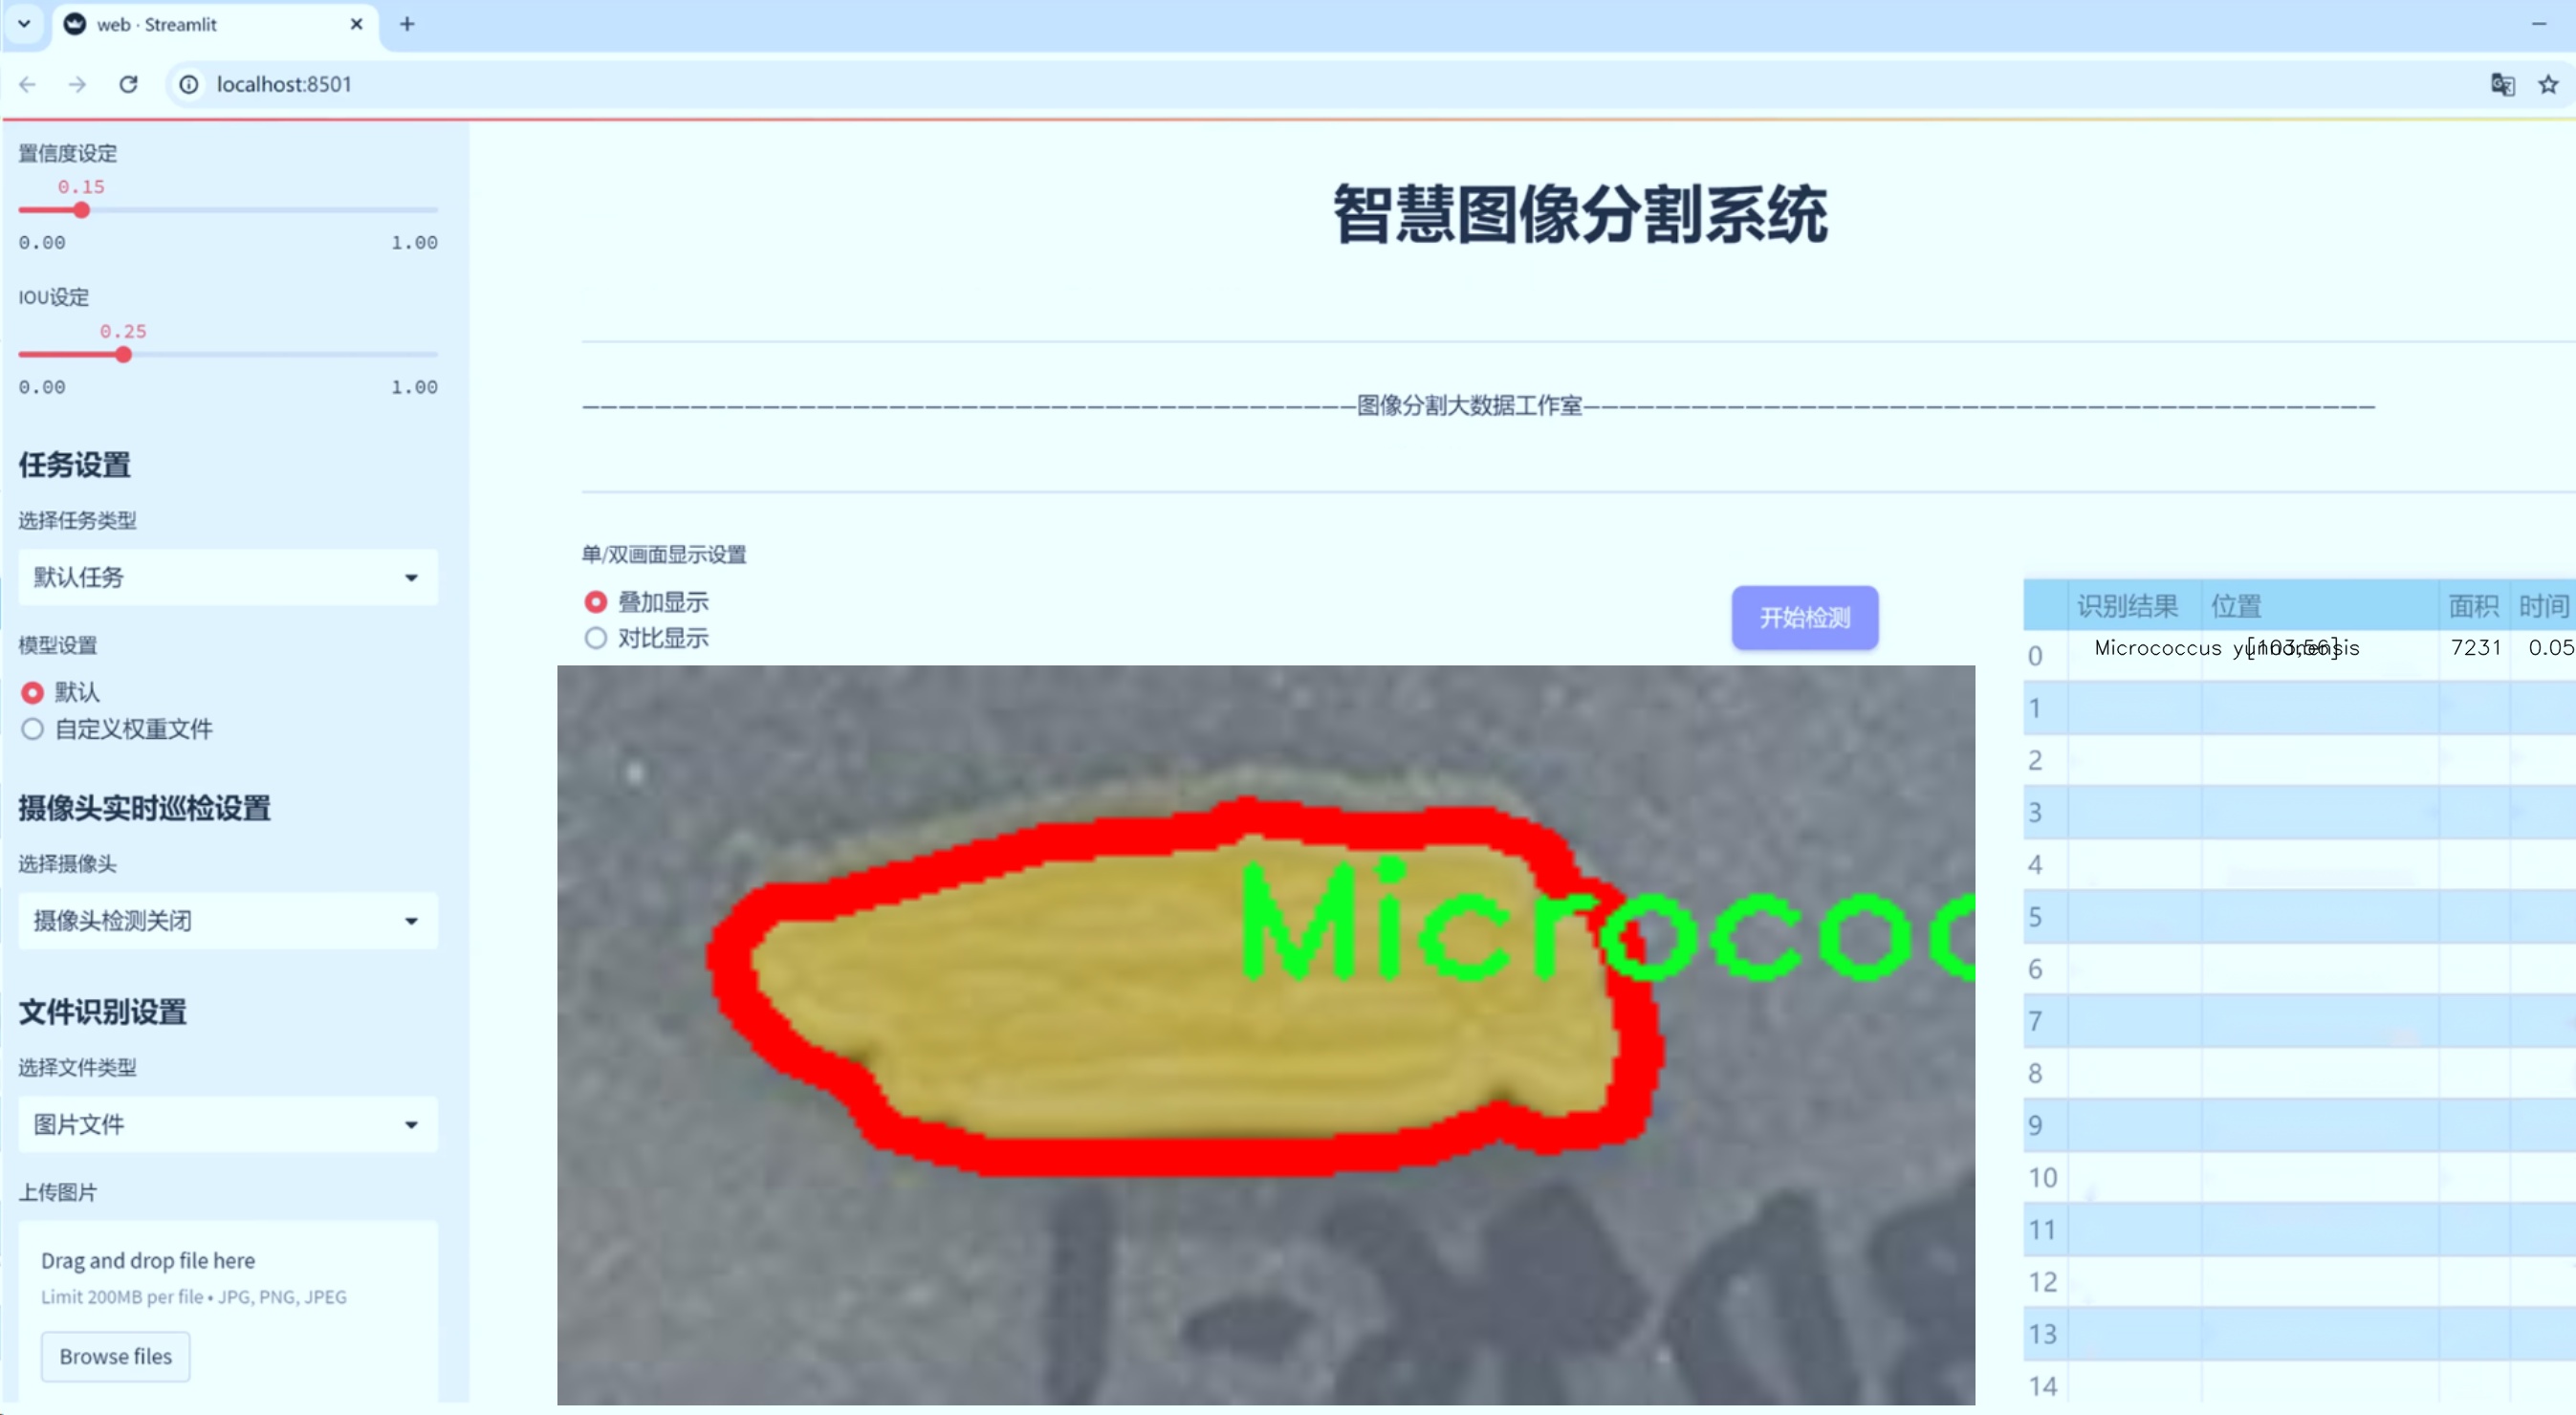 web · Streamlit
localhost:8501
置信度设定
0.15
0.00 1.00
IOU设定
0.25
0.00 1.00
任务设置
选择任务类型
默认任务
模型设置
默认
自定义权重文件
摄像头实时巡检设置
选择摄像头
摄像头检测关闭
文件识别设置
选择文件类型
图片文件
上传图片
Drag and drop file here
Limit 200MB per file • JPG, PNG, JPEG
Browse files
智慧图像分割系统
图像分割大数据工作室
单/双画面显示设置
叠加显示
对比显示
开始检测
Micrococ
识别结果 位置 面积 时间
0 Micrococcus 7231 0.05
1
2
3
4
5
6
7
8
9
10
11
12
13
14